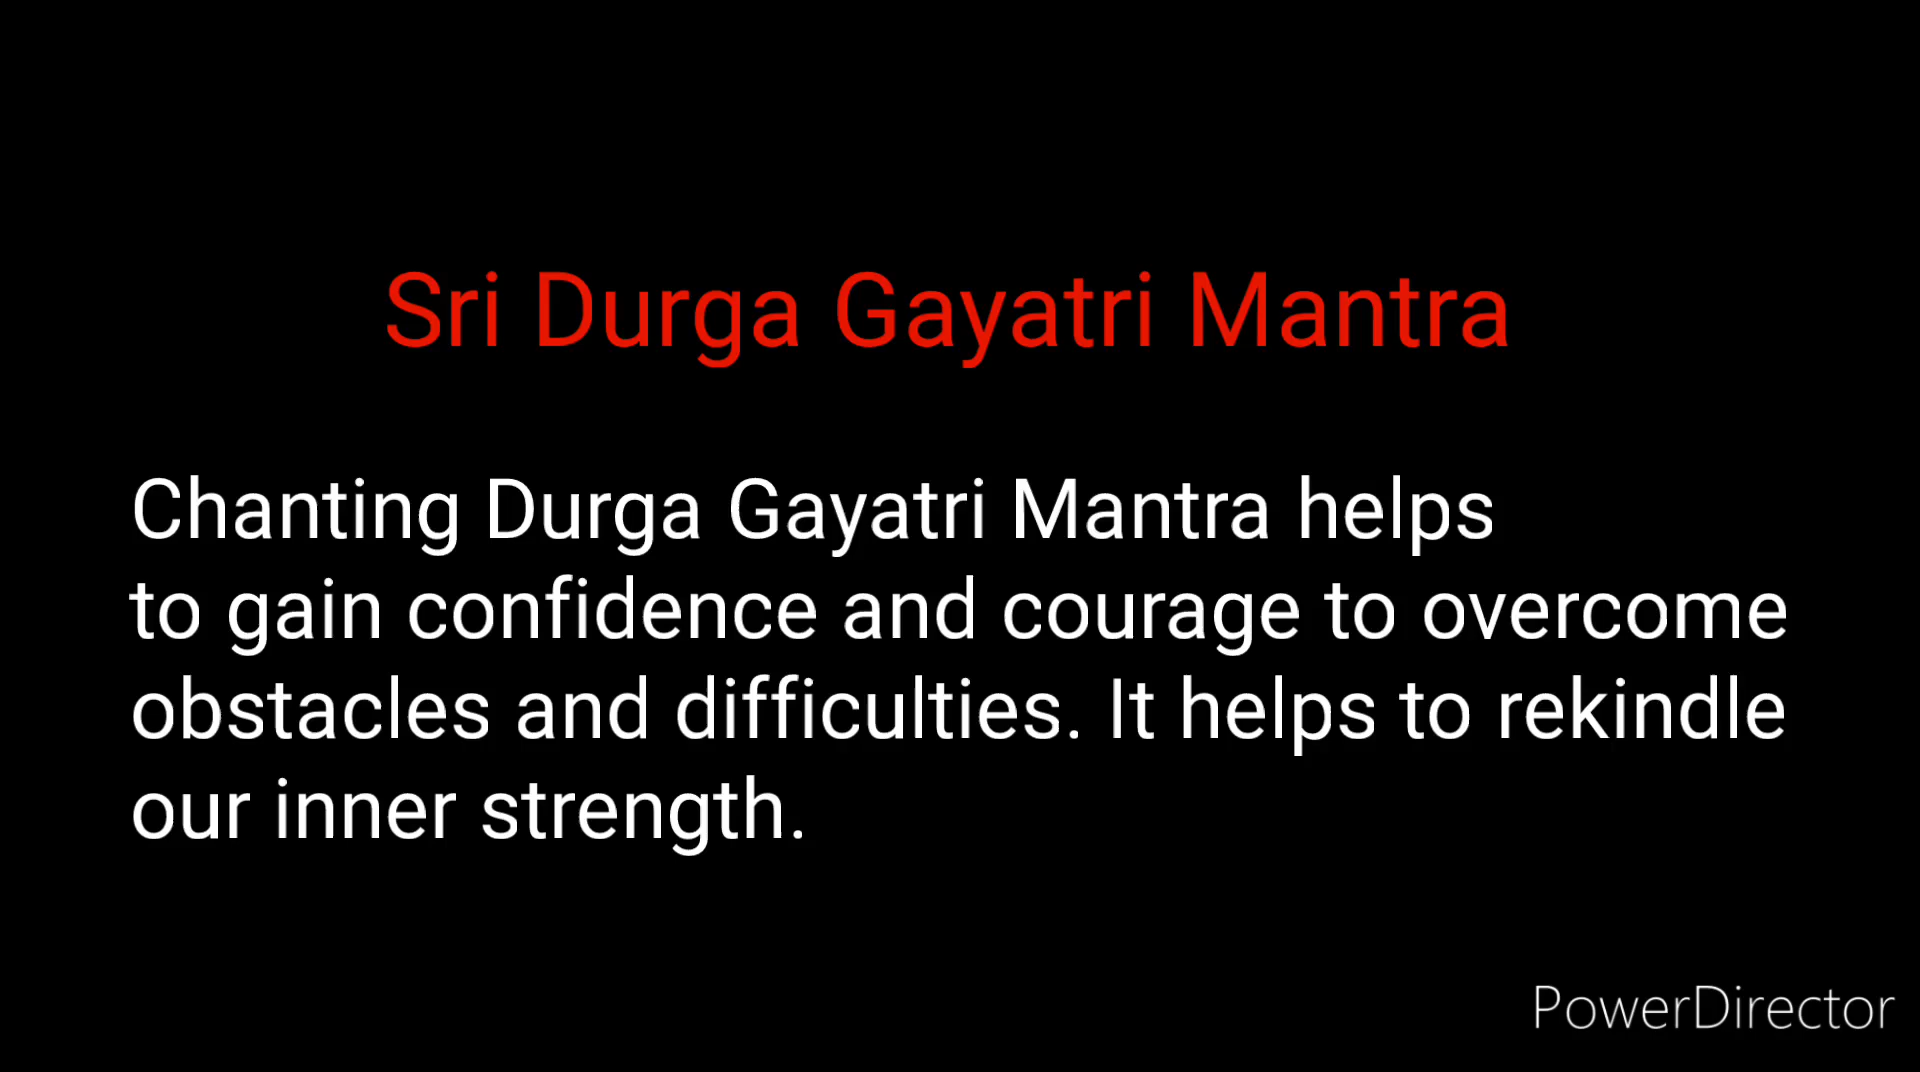 Sri Durga Gayatri Mantra
Chanting Durga Gayatri Mantra helps
to gain confidence and courage to overcome
obstacles and difficulties. It helps to rekindle
our inner strength.
PowerDirector